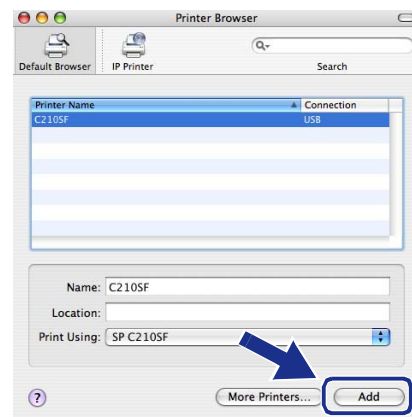 Printer Browser
Default Browser IP Printer Search
Printer Name Connection
C210SF USB
Name: C210SF
Location:
Print Using: SP C210SF
? More Printers... Add